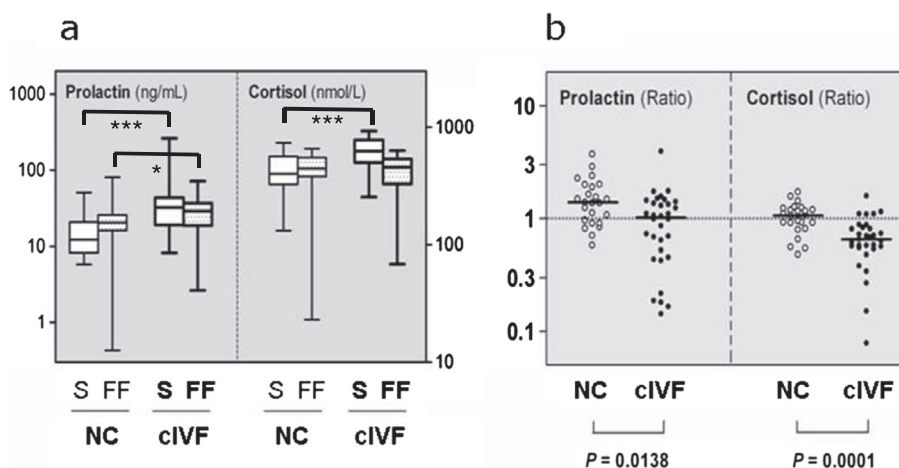 a
b
Prolactin (ng/mL)
Cortisol (nmol/L)
1000
100
10
1
1000
100
10
***
*
***
S FF
S FF
S FF
S FF
NC
cIVF
NC
cIVF
Prolactin (Ratio)
Cortisol (Ratio)
10
3
1
0.3
0.1
NC
cIVF
NC
cIVF
P = 0.0138
P = 0.0001